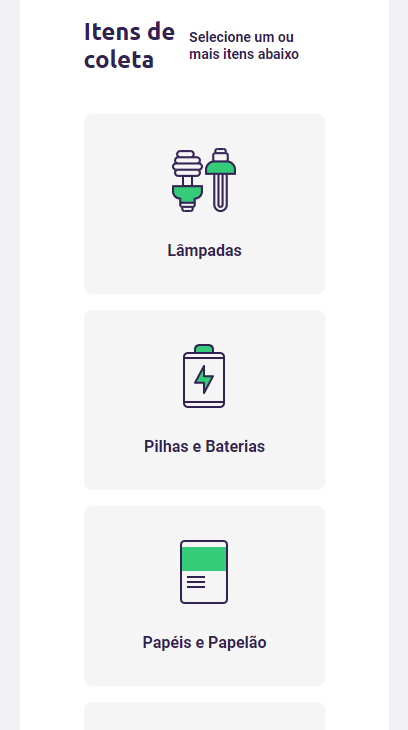 Itens de
coleta
Selecione um ou
mais itens abaixo
Lâmpadas
Pilhas e Baterias
Papéis e Papelão